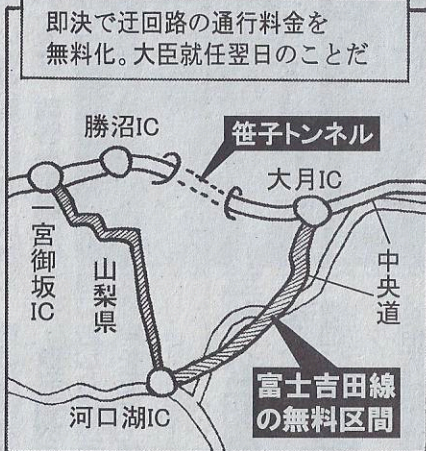 即決で迂回路の通行料金を
無料化。大臣就任翌日のことだ
勝沼IC
笹子トンネル
大月IC
一宮御坂IC
山梨県
中央道
富士吉田線
の無料区間
河口湖IC